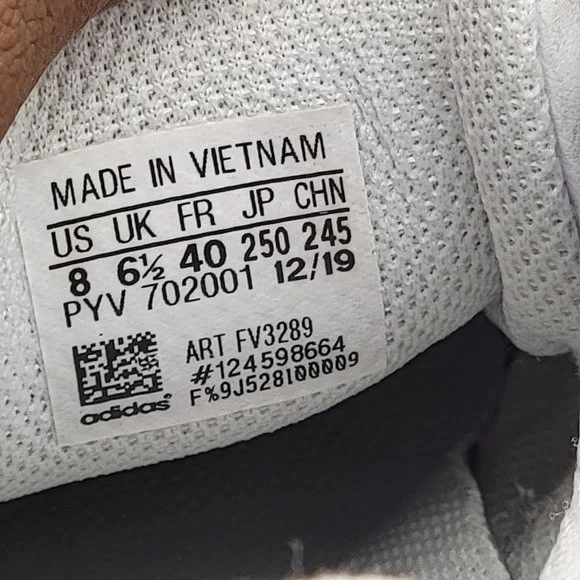 MADE IN VIETNAM
US UK FR JP CHN
8 6½ 40 250 245
PYV 702001 12/19
ART FV3289
#124598664
F%9J528I00009
adidas